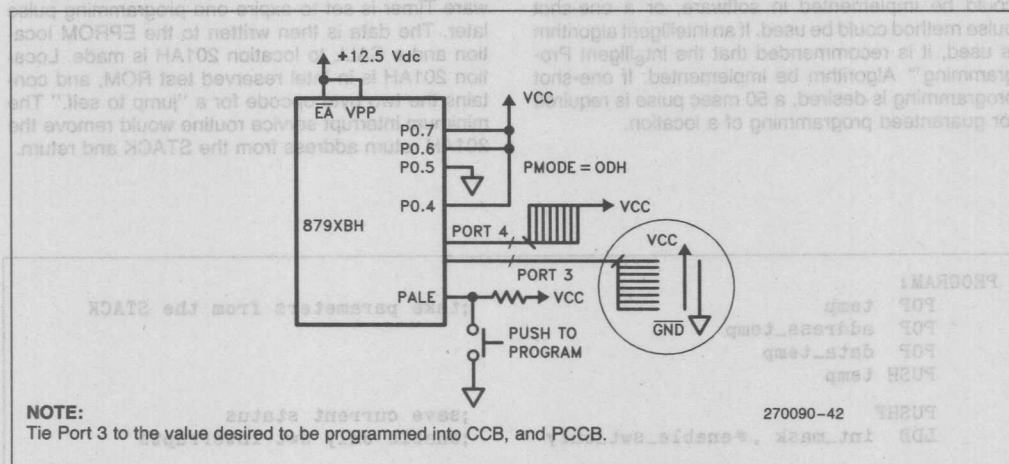 +12.5 Vdc
E̅A̅ VPP
VCC
P0.7
P0.6
P0.5
PMODE = 0DH
P0.4
VCC
879XBH
PORT 4
VCC
PORT 3
PALE
VCC
G̅N̅D̅
PUSH TO
PROGRAM
NOTE:
270090–42
Tie Port 3 to the value desired to be programmed into CCB, and PCCB.